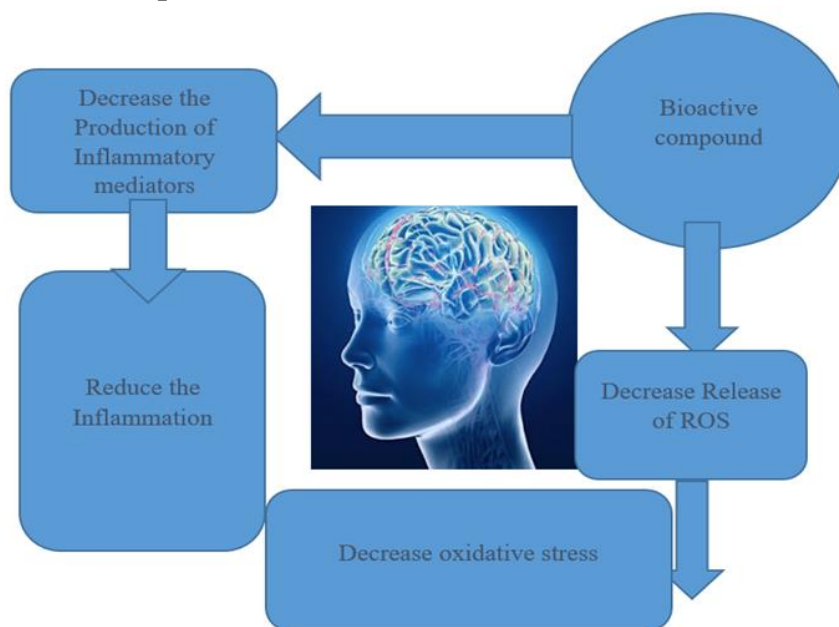 Decrease the
Production of
Inflammatory
mediators
Bioactive
compound
Reduce the
Inflammation
Decrease Release
of ROS
Decrease oxidative stress